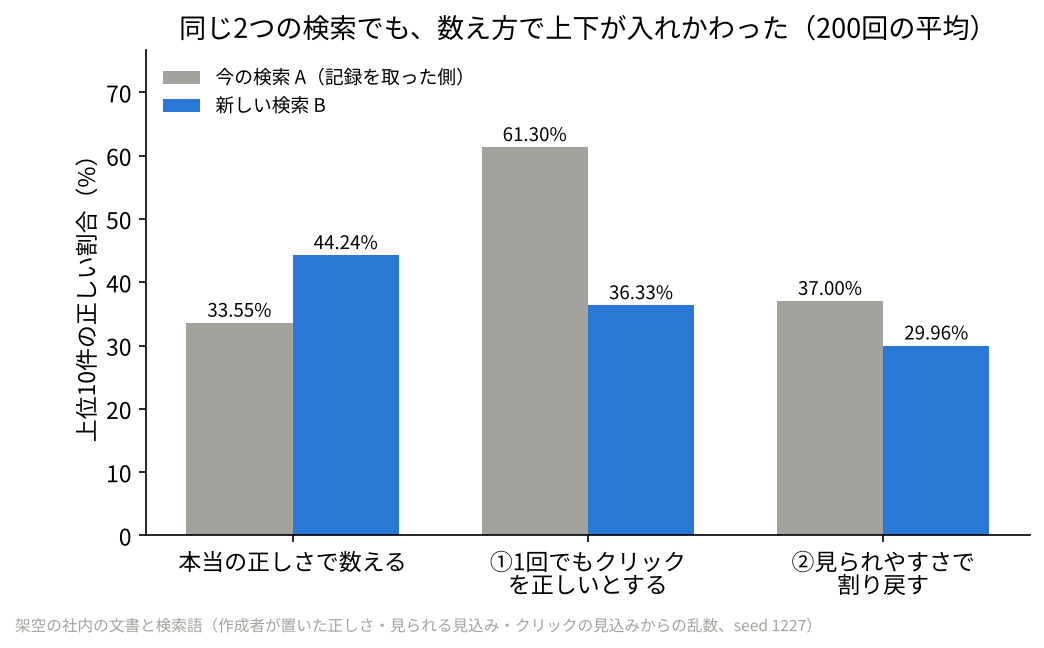 同じ2つの検索でも、数え方で上下が入れかわった（200回の平均）
今の検索 A（記録を取った側）
新しい検索 B
上位10件の正しい割合（%）
70
60
50
40
30
20
10
0
33.55%
44.24%
61.30%
36.33%
37.00%
29.96%
本当の正しさで数える
①1回でもクリック
を正しいとする
②見られやすさで
割り戻す
架空の社内の文書と検索語（作成者が置いた正しさ・見られる見込み・クリックの見込みからの乱数、seed 1227）